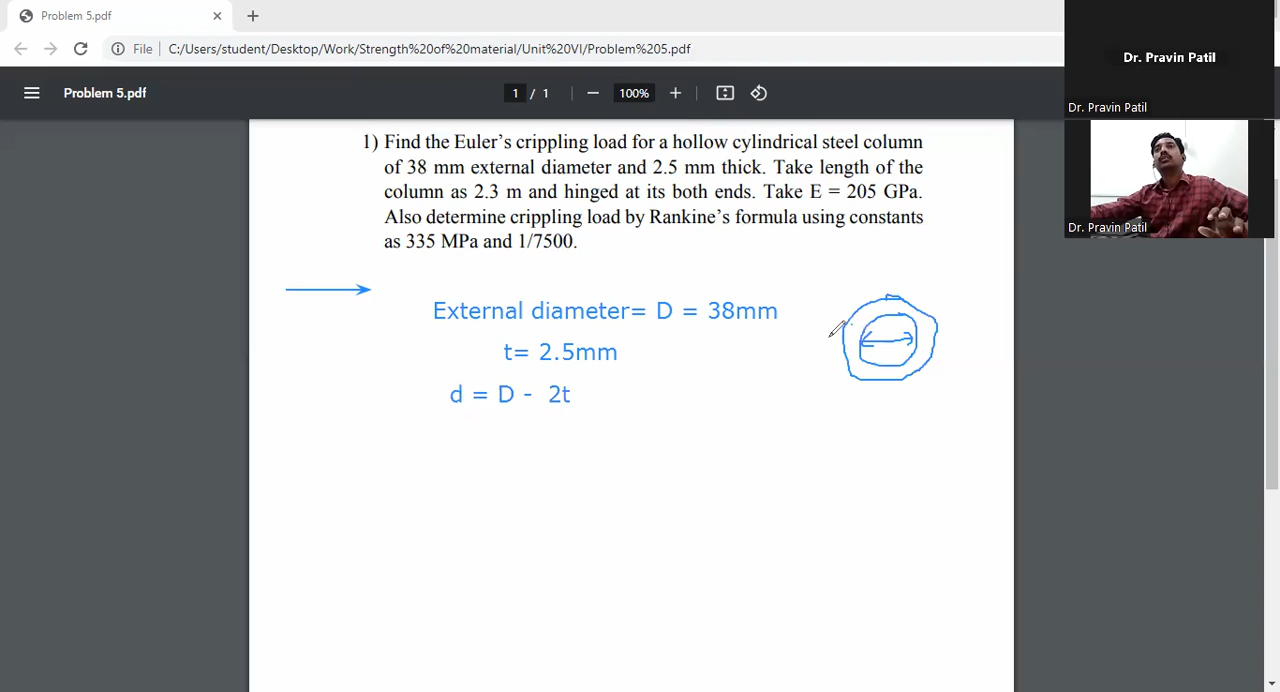 Problem 5.pdf
File
C:/Users/student/Desktop/Work/Strength%20of%20material/Unit%20VI/Problem%205.pdf
Problem 5.pdf
1 / 1
100%
Dr. Pravin Patil
Dr. Pravin Patil
Dr. Pravin Patil
1) Find the Euler's crippling load for a hollow cylindrical steel column
of 38 mm external diameter and 2.5 mm thick. Take length of the
column as 2.3 m and hinged at its both ends. Take E = 205 GPa.
Also determine crippling load by Rankine's formula using constants
as 335 MPa and 1/7500.
External diameter= D = 38mm
t= 2.5mm
d = D - 2t